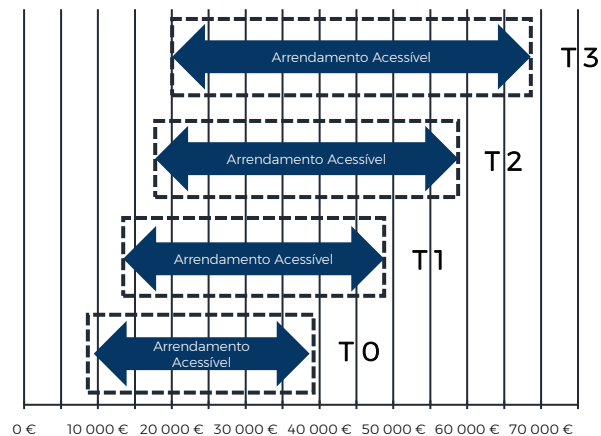 Arrendamento Acessível
T3
Arrendamento Acessível
T2
Arrendamento Acessível
T1
Arrendamento
Acessível
T0
0 € 10 000 € 20 000 € 30 000 € 40 000 € 50 000 € 60 000 € 70 000 €